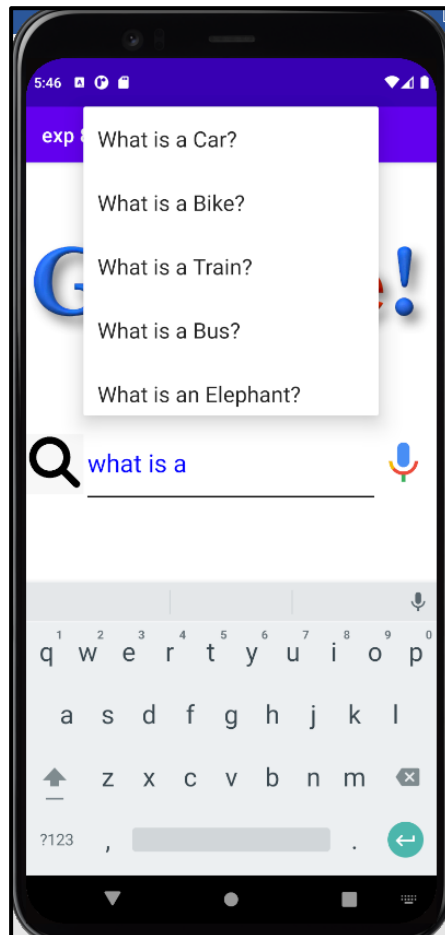 5:46
exp 8
What is a Car?
What is a Bike?
What is a Train?
What is a Bus?
What is an Elephant?
G e!
what is a
1 2 3 4 5 6 7 8 9 0
q w e r t y u i o p
a s d f g h j k l
z x c v b n m
?123 , .